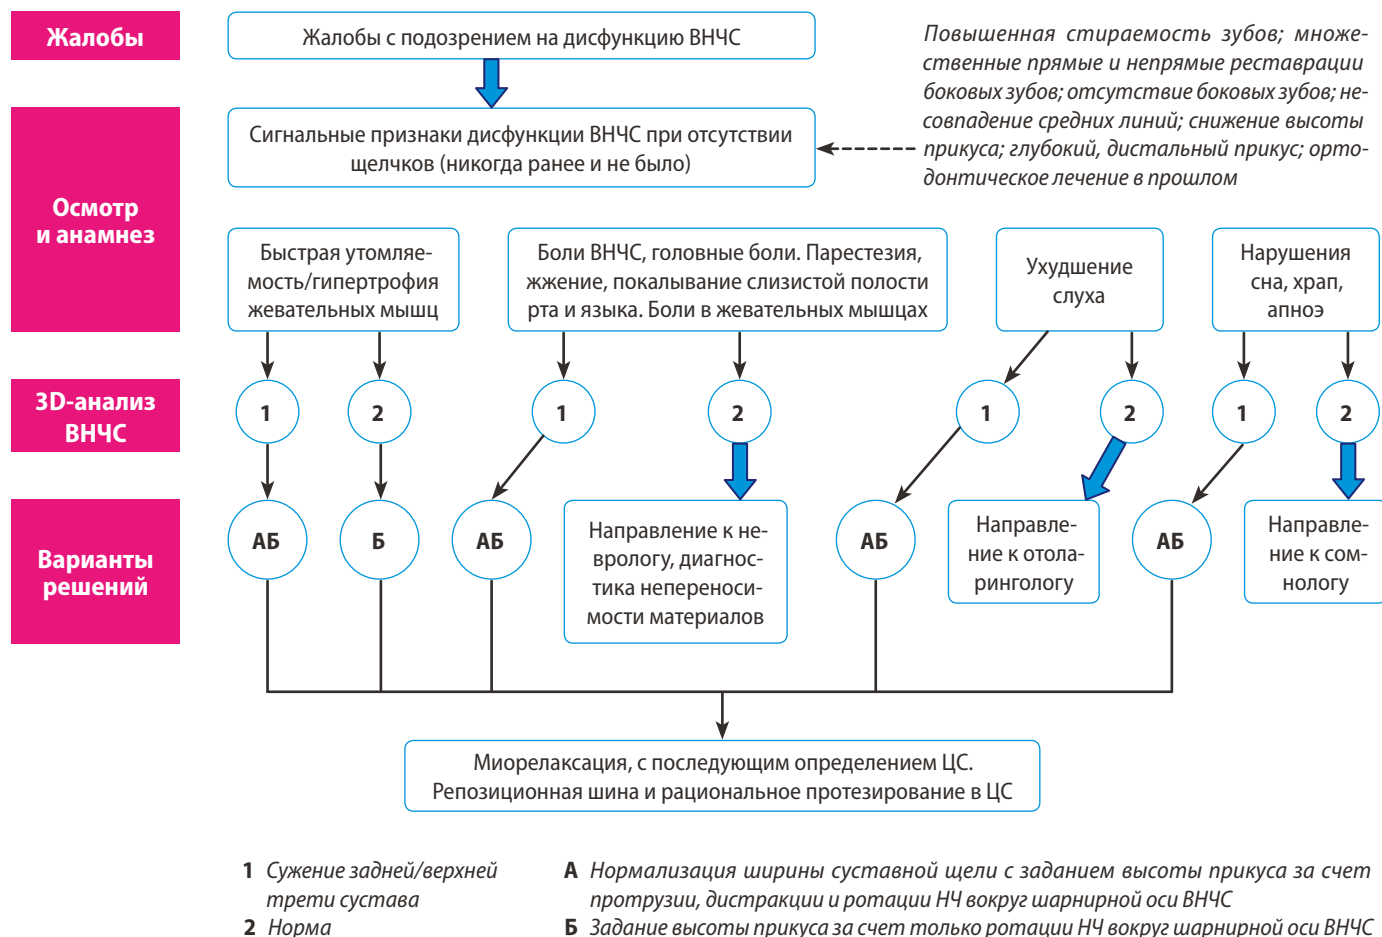 Жалобы
Жалобы с подозрением на дисфункцию ВНЧС
Повышенная стираемость зубов; множе-
ственные прямые и непрямые реставрации
боковых зубов; отсутствие боковых зубов; не-
совпадение средних линий; снижение высоты
прикуса; глубокий, дистальный прикус; орто-
донтическое лечение в прошлом
Осмотр
и анамнез
Сигнальные признаки дисфункции ВНЧС при отсутствии
щелчков (никогда ранее и не было)
Быстрая утомляе-
мость/гипертрофия
жевательных мышц
Боли ВНЧС, головные боли. Парестезия,
жжение, покалывание слизистой полости
рта и языка. Боли в жевательных мышцах
Ухудшение
слуха
Нарушения
сна, храп,
апноэ
3D-анализ
ВНЧС
1
2
1
2
1
2
1
2
Варианты
решений
АБ
Б
АБ
Направление к не-
врологу, диагнос-
тика непереноси-
мости материалов
АБ
Направле-
ние к отола-
рингологу
АБ
Направле-
ние к сом-
нологу
Миорелаксация, с последующим определением ЦС.
Репозиционная шина и рациональное протезирование в ЦС
1 Сужение задней/верхней
трети сустава
2 Норма
А Нормализация ширины суставной щели с заданием высоты прикуса за счет
протрузии, дистракции и ротации НЧ вокруг шарнирной оси ВНЧС
Б Задание высоты прикуса за счет только ротации НЧ вокруг шарнирной оси ВНЧС